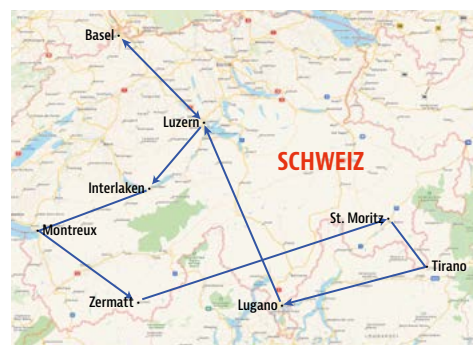 Basel
Luzern
SCHWEIZ
Interlaken
St. Moritz
Montreux
Tirano
Zermatt
Lugano